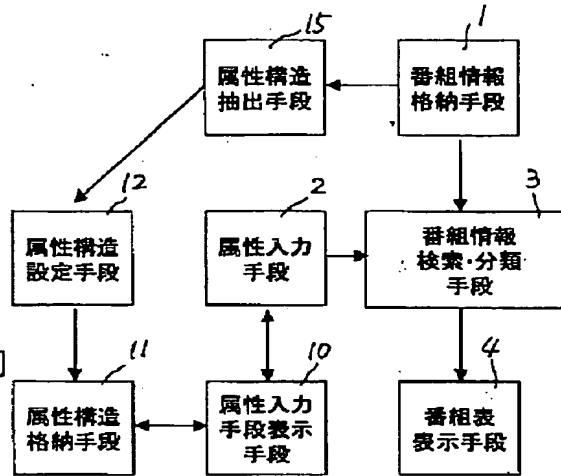 15
1
属性構造
抽出手段
番組情報
格納手段
12
2
3
属性構造
設定手段
属性入力
手段
番組情報
検索・分類
手段
11
10
4
属性構造
格納手段
属性入力
手段表示
手段
番組表
表示手段